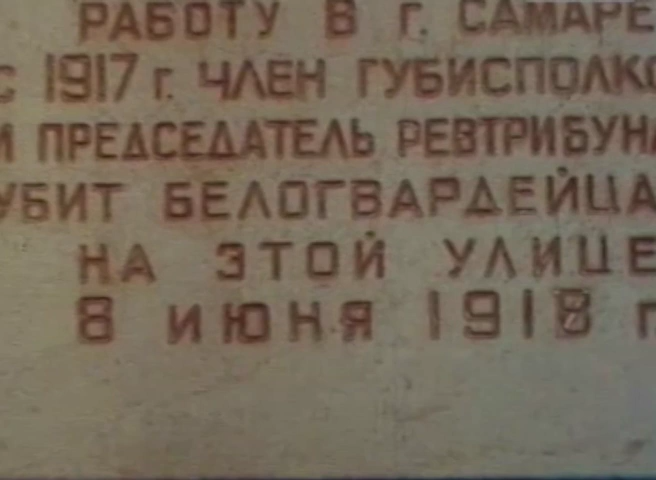 РАБОТУ В г. САМАРЕ
С 1917 г. ЧЛЕН ГУБИСПОЛКО
И ПРЕДСЕДАТЕЛЬ РЕВТРИБУНА
УБИТ БЕЛОГВАРДЕЙЦА
НА ЭТОЙ УЛИЦЕ
8 ИЮНЯ 1918 г